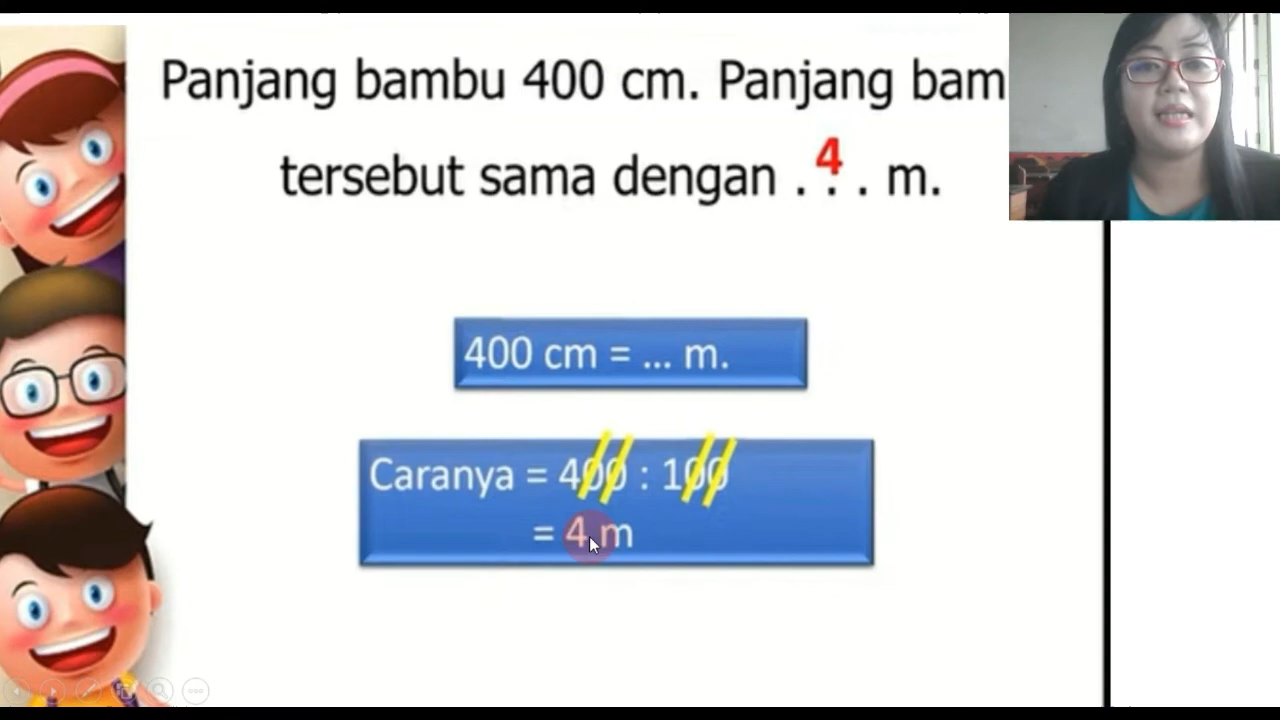 Panjang bambu 400 cm. Panjang bam
tersebut sama dengan . . . m.
4
400 cm = ... m.
Caranya = 400 : 100
= 4 m